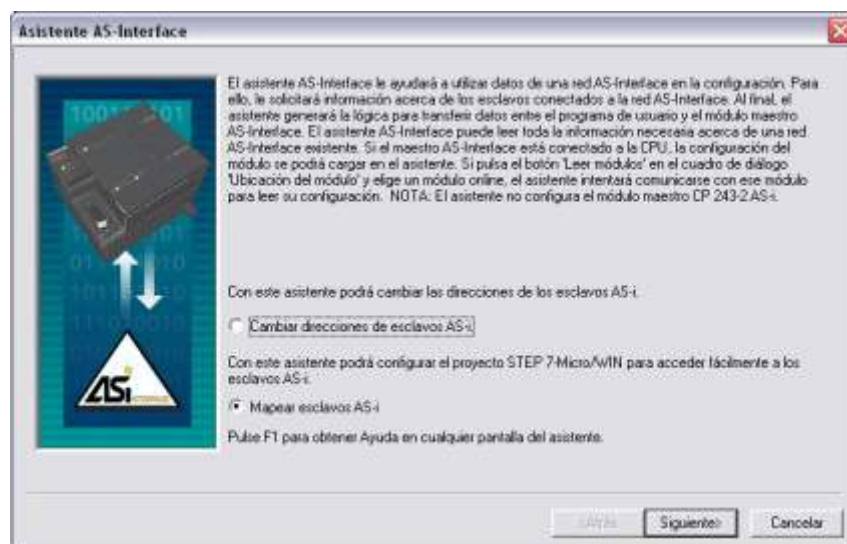 Asistente AS-Interface
El asistente AS-Interface le ayudará a utilizar datos de una red AS-Interface en la configuración. Para
ello, le solicitará información acerca de los esclavos conectados a la red AS-Interface. Al final, el
asistente generará la lógica para transferir datos entre el programa de usuario y el módulo maestro
AS-Interface. El asistente AS-Interface puede leer toda la información necesaria acerca de una red
AS-Interface existente. Si el maestro AS-Interface está conectado a la CPU, la configuración del
módulo se podrá cargar en el asistente. Si pulsa el botón 'Leer módulos' en el cuadro de diálogo
'Ubicación del módulo' y elige un módulo online, el asistente intentará comunicarse con ese módulo
para leer su configuración. NOTA: El asistente no configura el módulo maestro CP 243-2 AS-i.
Con este asistente podrá cambiar las direcciones de los esclavos AS-i.
Cambiar direcciones de esclavos AS-i.
Con este asistente podrá configurar el proyecto STEP 7-Micro/WIN para acceder fácilmente a los
esclavos AS-i.
Mapear esclavos AS-i
Pulse F1 para obtener Ayuda en cualquier pantalla del asistente.
ASi
<Atrás
Siguiente>
Cancelar